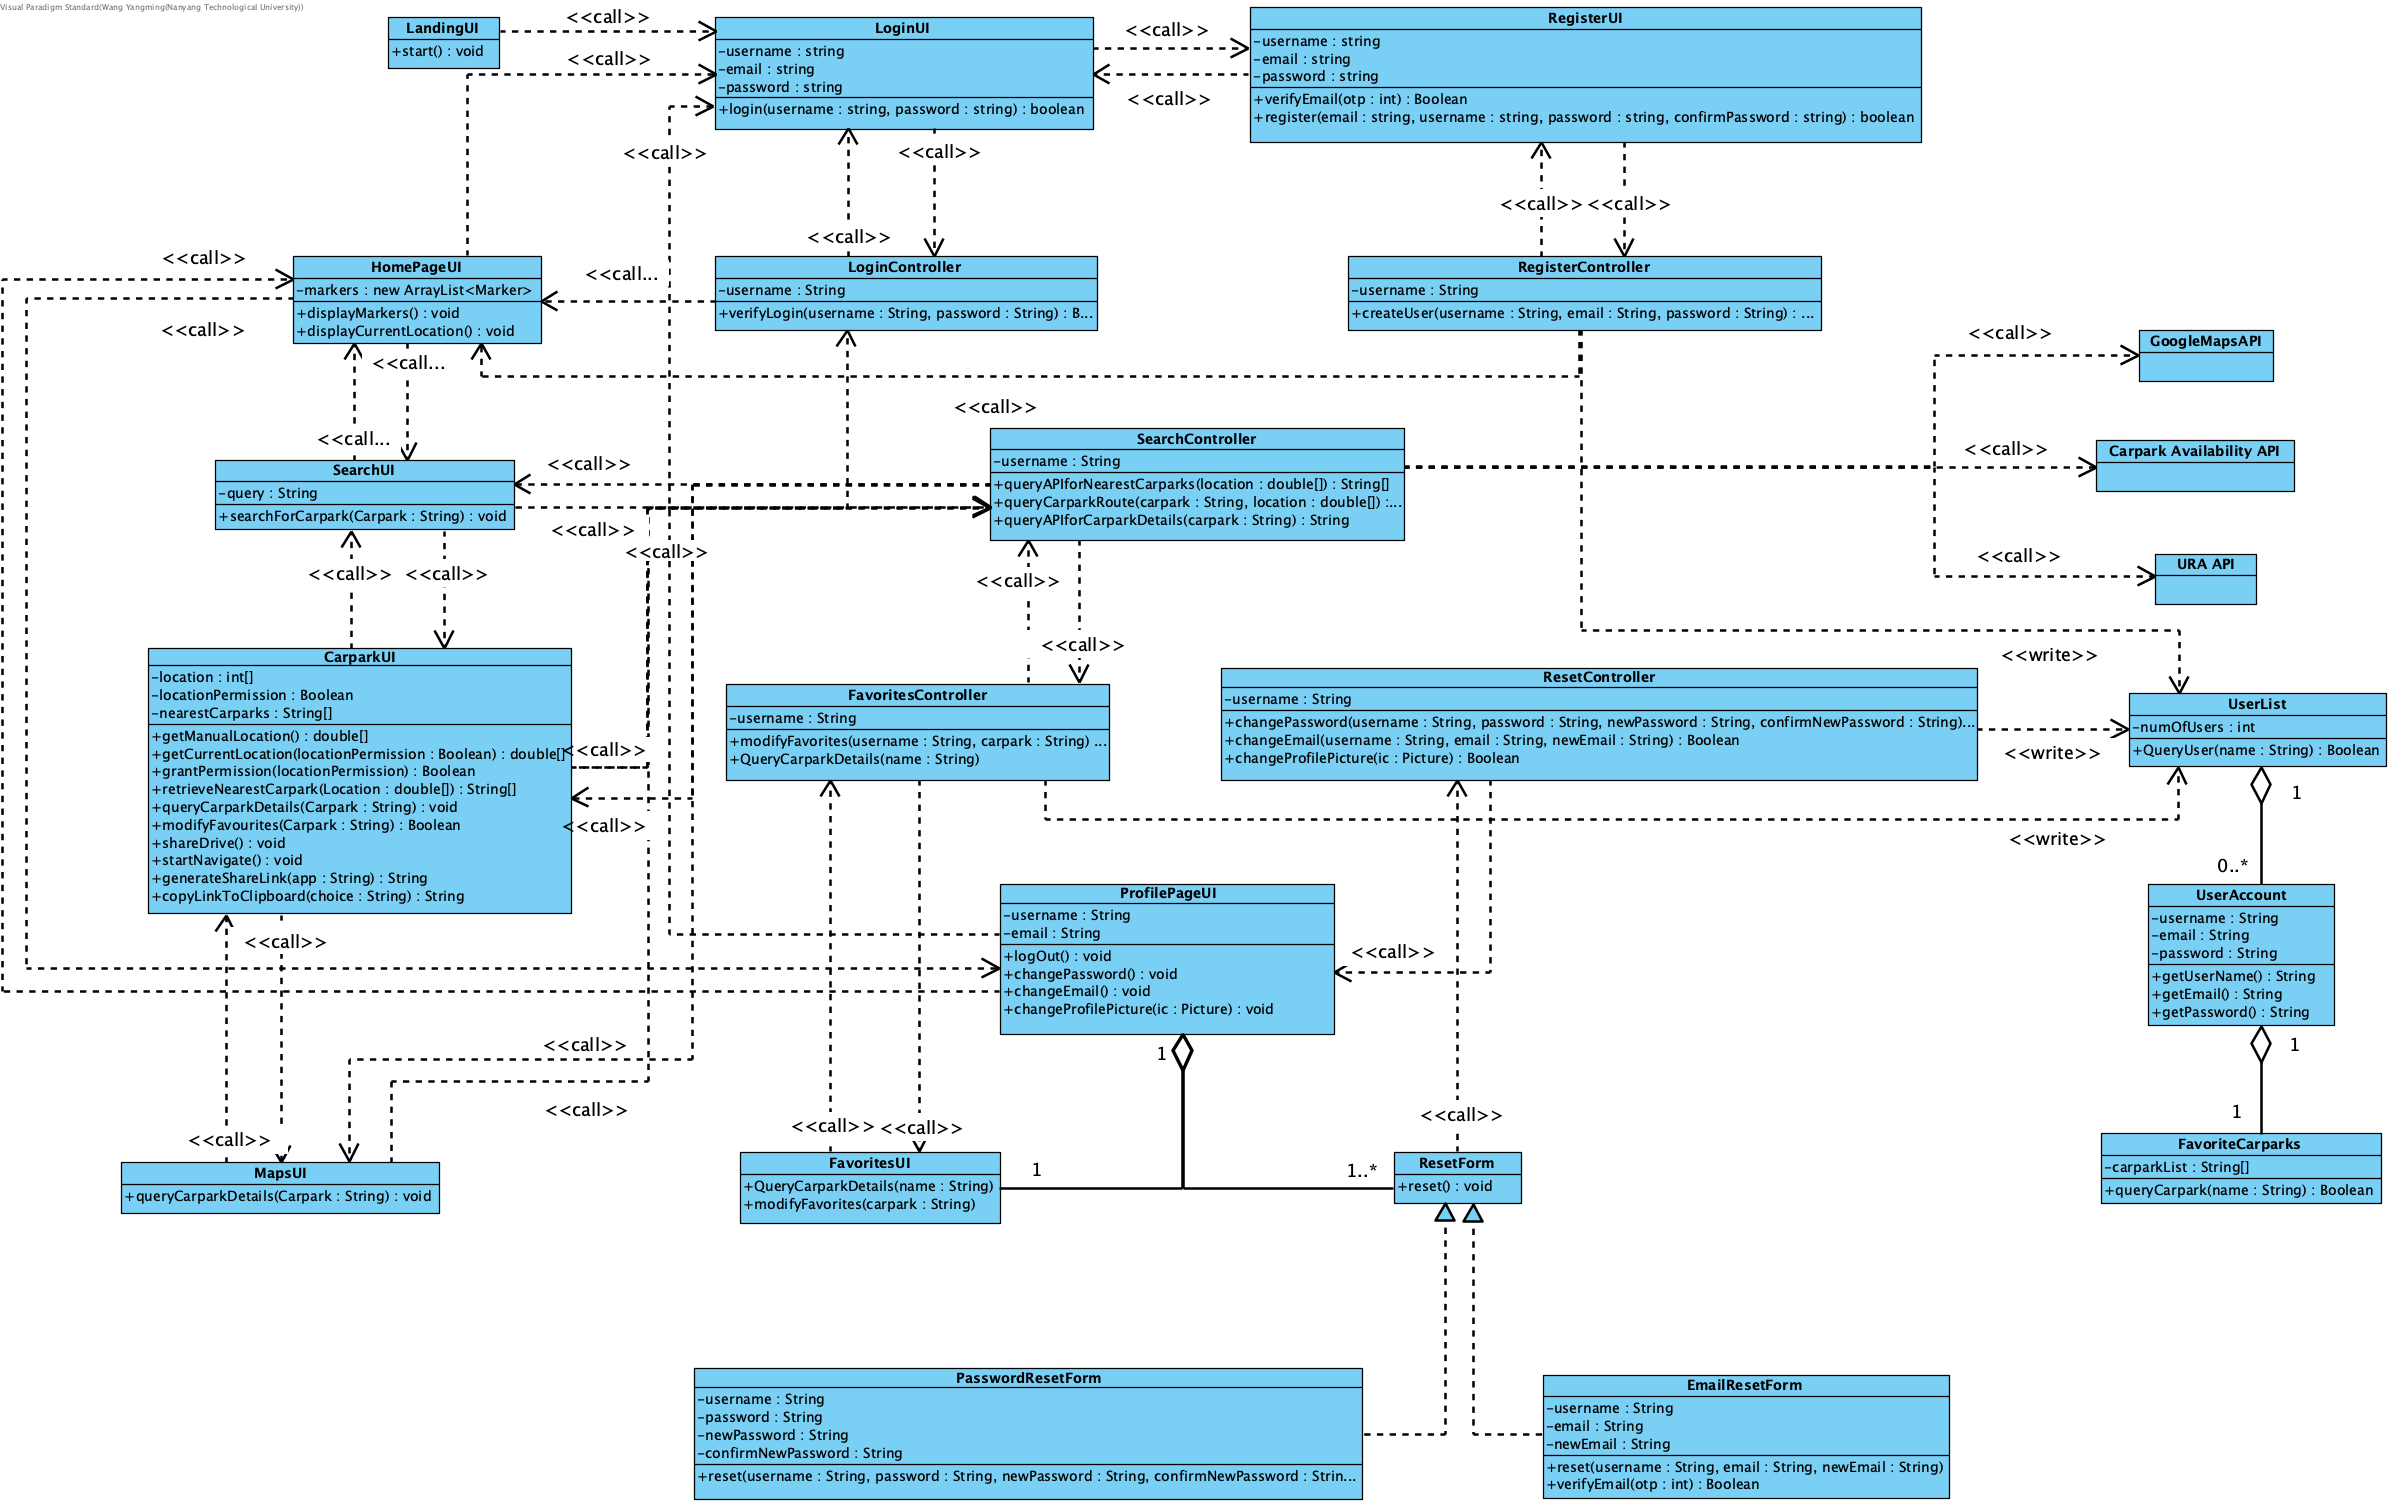 Visual Paradigm Standard(Wang Yangming(Nanyang Technological University))
LandingUI
+start() : void
<<call>>
<<call>>
LoginUI
-username : string
-email : string
-password : string
+login(username : string, password : string) : boolean
<<call>>
<<call>>
RegisterUI
-username : string
-email : string
-password : string
+verifyEmail(otp : int) : Boolean
+register(email : string, username : string, password : string, confirmPassword : string) : boolean
<<call>>
<<call>>
<<call>>
<<call>>
<<call>>
<<call>>
<<call>>
HomePageUI
-markers : new ArrayList<Marker>
+displayMarkers() : void
+displayCurrentLocation() : void
<<call...
LoginController
-username : String
+verifyLogin(username : String, password : String) : B...
RegisterController
-username : String
+createUser(username : String, email : String, password : String) : ...
<<call...
<<call...
<<call>>
<<call>>
GoogleMapsAPI
<<call>>
Carpark Availability API
<<call>>
URA API
SearchUI
-query : String
+searchForCarpark(Carpark : String) : void
<<call>>
<<call>>
<<call>>
SearchController
-username : String
+queryAPIforNearestCarparks(location : double[]) : String[]
+queryCarparkRoute(carpark : String, location : double[]) :...
+queryAPIforCarparkDetails(carpark : String) : String
<<call>>
<<call>>
<<call>>
<<call>>
CarparkUI
-location : int[]
-locationPermission : Boolean
-nearestCarparks : String[]
+getManualLocation() : double[]
+getCurrentLocation(locationPermission : Boolean) : double[]
+grantPermission(locationPermission) : Boolean
+retrieveNearestCarpark(Location : double[]) : String[]
+queryCarparkDetails(Carpark : String) : void
+modifyFavourites(Carpark : String) : Boolean
+shareDrive() : void
+startNavigate() : void
+generateShareLink(app : String) : String
+copyLinkToClipboard(choice : String) : String
<<call>>
<<call>>
FavoritesController
-username : String
+modifyFavorites(username : String, carpark : String) ...
+QueryCarparkDetails(name : String)
ResetController
-username : String
+changePassword(username : String, password : String, newPassword : String, confirmNewPassword : String)...
+changeEmail(username : String, email : String, newEmail : String) : Boolean
+changeProfilePicture(ic : Picture) : Boolean
<<write>>
<<write>>
<<write>>
UserList
-numOfUsers : int
+QueryUser(name : String) : Boolean
1
0..*
UserAccount
-username : String
-email : String
-password : String
+getUserName() : String
+getEmail() : String
+getPassword() : String
1
1
FavoriteCarparks
-carparkList : String[]
+queryCarpark(name : String) : Boolean
ProfilePageUI
-username : String
-email : String
+logOut() : void
+changePassword() : void
+changeEmail() : void
+changeProfilePicture(ic : Picture) : void
<<call>>
1
<<call>>
<<call>>
<<call>>
<<call>>
MapsUI
+queryCarparkDetails(Carpark : String) : void
<<call>>
<<call>>
FavoritesUI
+QueryCarparkDetails(name : String)
+modifyFavorites(carpark : String)
1
1..*
<<call>>
ResetForm
+reset() : void
PasswordResetForm
-username : String
-password : String
-newPassword : String
-confirmNewPassword : String
+reset(username : String, password : String, newPassword : String, confirmNewPassword : Strin...
EmailResetForm
-username : String
-email : String
-newEmail : String
+reset(username : String, email : String, newEmail : String)
+verifyEmail(otp : int) : Boolean